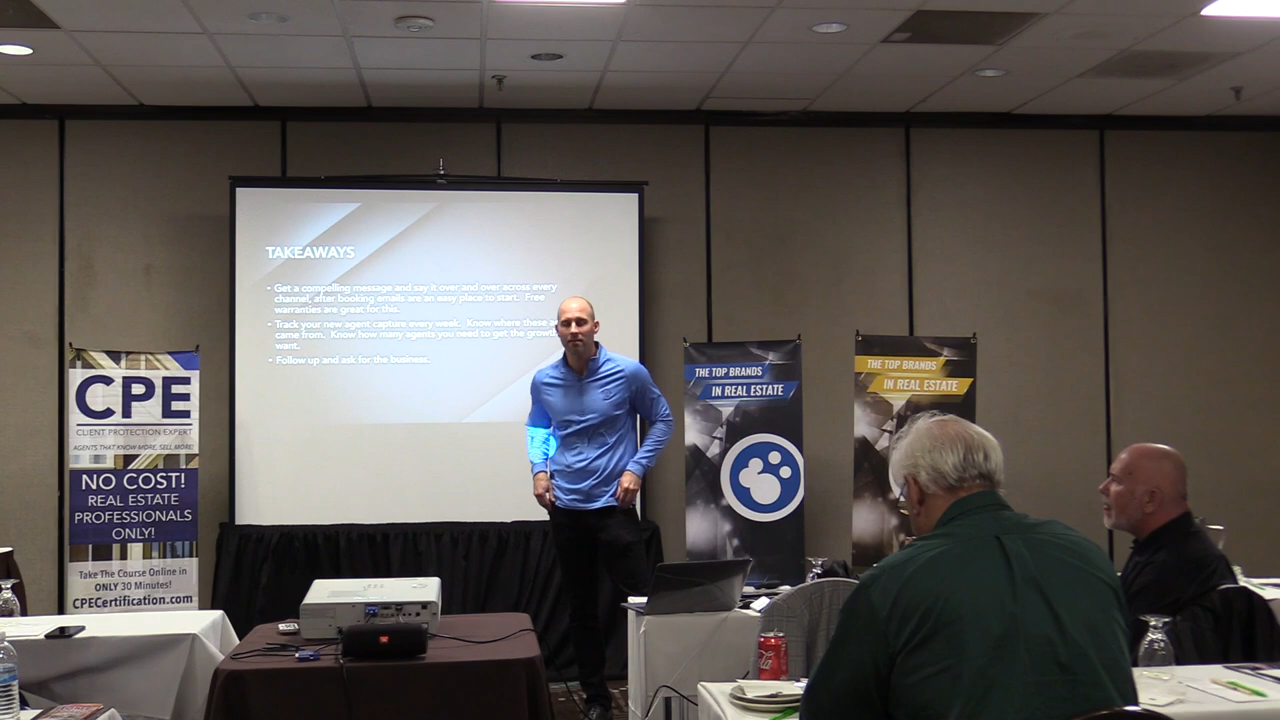 TAKEAWAYS
• Get a compelling message and say it over and over across every
channel, after booking emails are an easy place to start. Free
warranties are great for this.
• Track your new agent capture every week. Know where these
came from. Know how many agents you need to get the growth
want.
• Follow up and ask for the business.
CPE
CLIENT PROTECTION EXPERT
AGENTS THAT KNOW MORE, SELL MORE!
NO COST!
REAL ESTATE
PROFESSIONALS
ONLY!
Take The Course Online in
ONLY 30 Minutes!
CPECertification.com
THE TOP BRANDS
IN REAL ESTATE
THE TOP BRANDS
IN REAL ESTATE